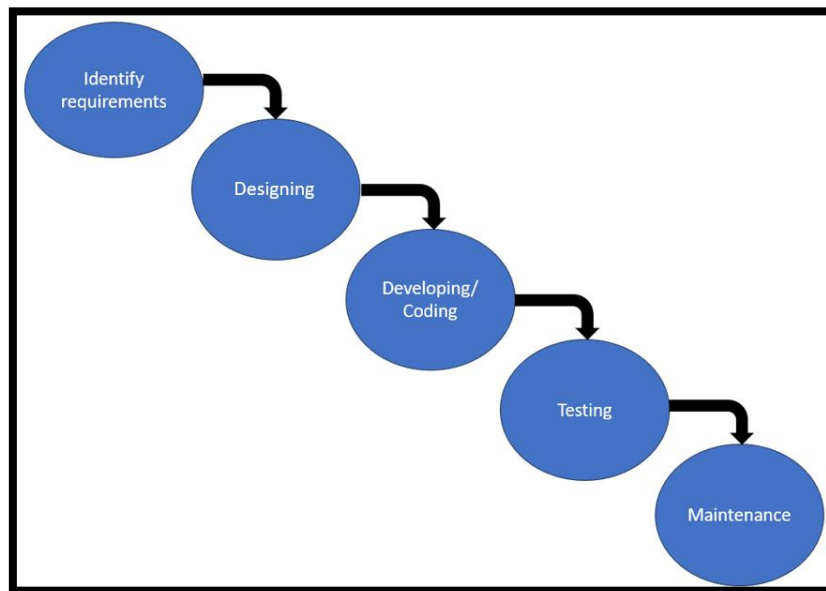 Identify
requirements
Designing
Developing/
Coding
Testing
Maintenance